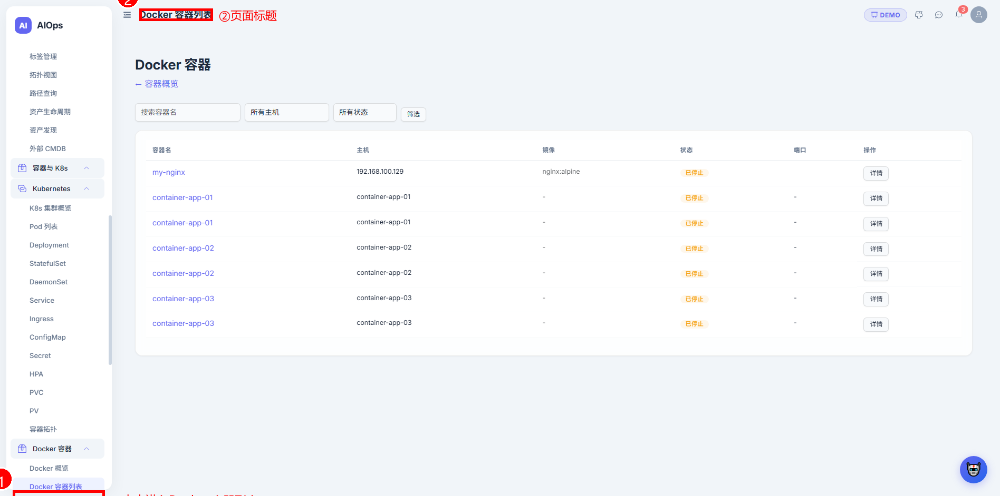 2
Docker 容器列表
②页面标题
DEMO
3
AI
AIOps
标签管理
拓扑视图
路径查询
资产生命周期
资产发现
外部 CMDB
容器与 K8s
Kubernetes
K8s 集群概览
Pod 列表
Deployment
StatefulSet
DaemonSet
Service
Ingress
ConfigMap
Secret
HPA
PVC
PV
容器拓扑
Docker 容器
Docker 概览
1
Docker 容器列表
Docker 容器
← 容器概览
搜索容器名 所有主机 所有状态 筛选
容器名 主机 镜像 状态 端口 操作
my-nginx 192.168.100.129 nginx:alpine 已停止 详情
container-app-01 container-app-01 - 已停止 - 详情
container-app-01 container-app-01 - 已停止 - 详情
container-app-02 container-app-02 - 已停止 - 详情
container-app-02 container-app-02 - 已停止 - 详情
container-app-03 container-app-03 - 已停止 - 详情
container-app-03 container-app-03 - 已停止 - 详情